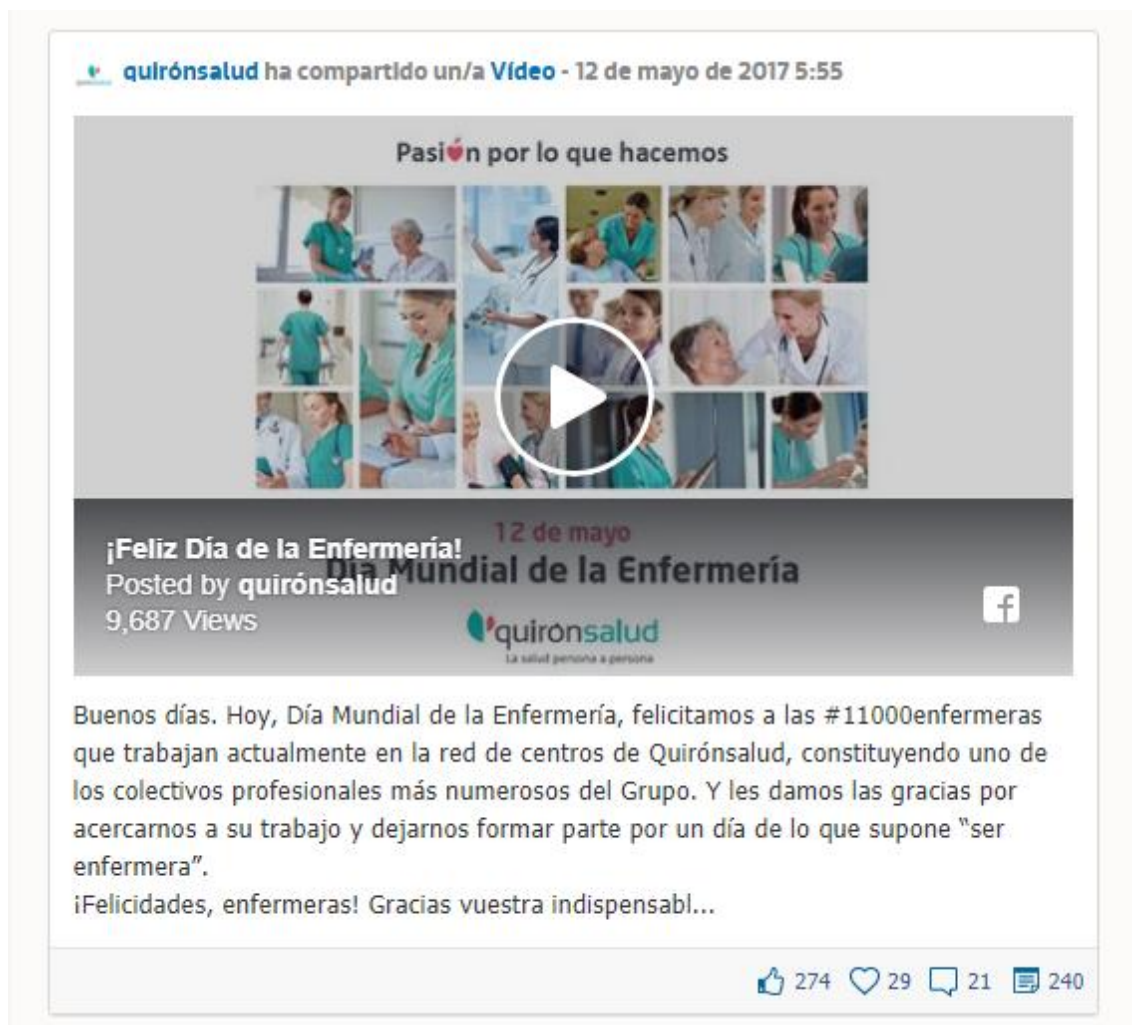 quirónsalud ha compartido un/a Vídeo - 12 de mayo de 2017 5:55
Pasión por lo que hacemos
12 de mayo
Día Mundial de la Enfermería
¡Feliz Día de la Enfermería!
Posted by quirónsalud
9,687 Views
quirónsalud
La salud persona a persona
Buenos días. Hoy, Día Mundial de la Enfermería, felicitamos a las #11000enfermeras
que trabajan actualmente en la red de centros de Quirónsalud, constituyendo uno de
los colectivos profesionales más numerosos del Grupo. Y les damos las gracias por
acercarnos a su trabajo y dejarnos formar parte por un día de lo que supone “ser
enfermera”.
¡Felicidades, enfermeras! Gracias vuestra indispensabl...
274 29 21 240